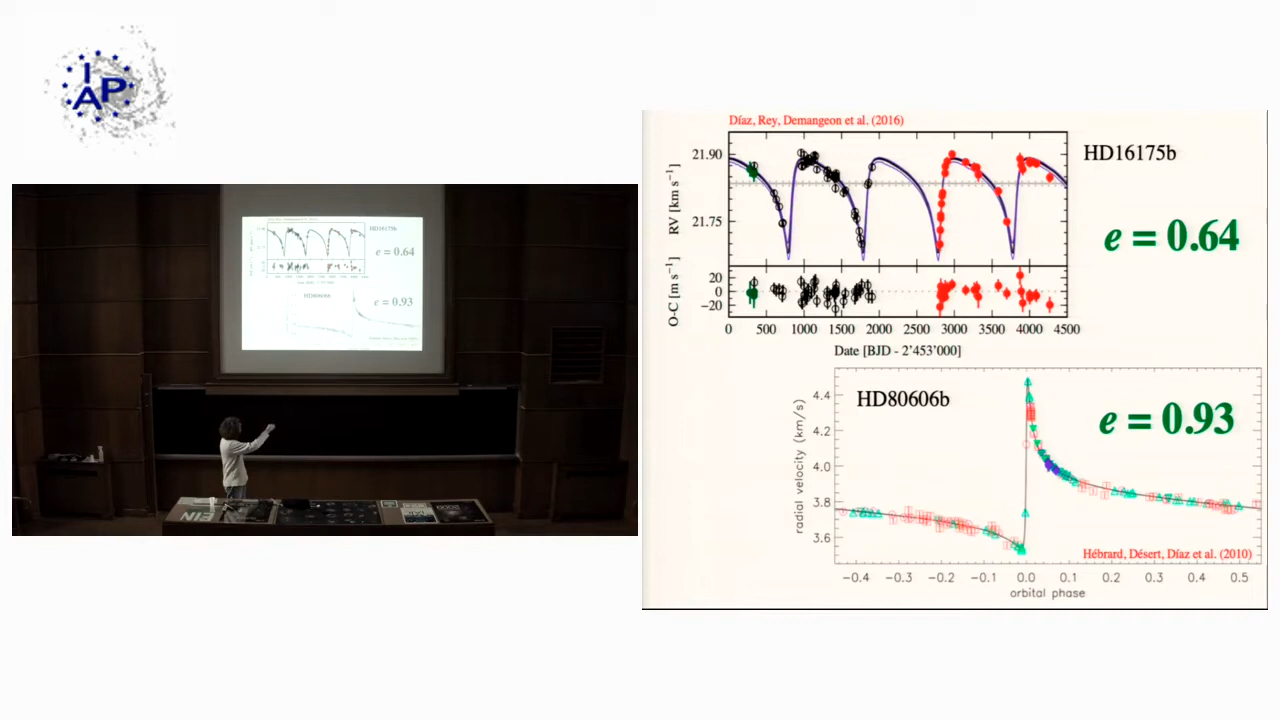 IAP
Díaz, Rey, Demangeon et al. (2016)
HD16175b
e = 0.64
RV [km s⁻¹]
21.90
21.75
O-C [m s⁻¹]
20
0
−20
0 500 1000 1500 2000 2500 3000 3500 4000 4500
Date [BJD - 2'453'000]
HD80606b
e = 0.93
radial velocity (km/s)
4.4
4.2
4.0
3.8
3.6
Hébrard, Désert, Díaz et al. (2010)
−0.4 −0.3 −0.2 −0.1 0.0 0.1 0.2 0.3 0.4 0.5
orbital phase
HD16175b
e = 0.64
HD80606b
e = 0.93